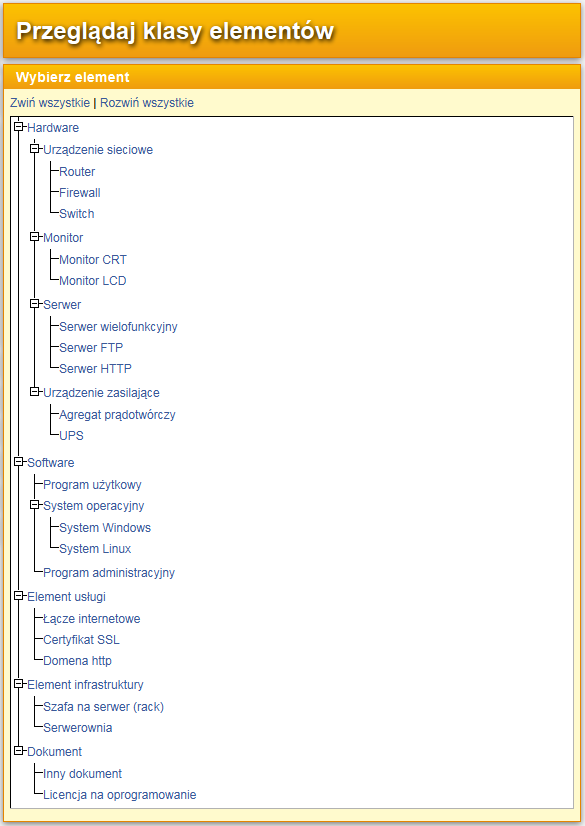 Przeglądaj klasy elementów
Wybierz element
Zwiń wszystkie | Rozwiń wszystkie
Hardware
Urządzenie sieciowe
Router
Firewall
Switch
Monitor
Monitor CRT
Monitor LCD
Serwer
Serwer wielofunkcyjny
Serwer FTP
Serwer HTTP
Urządzenie zasilające
Agregat prądotwórczy
UPS
Software
Program użytkowy
System operacyjny
System Windows
System Linux
Program administracyjny
Element usługi
Łącze internetowe
Certyfikat SSL
Domena http
Element infrastruktury
Szafa na serwer (rack)
Serwerownia
Dokument
Inny dokument
Licencja na oprogramowanie